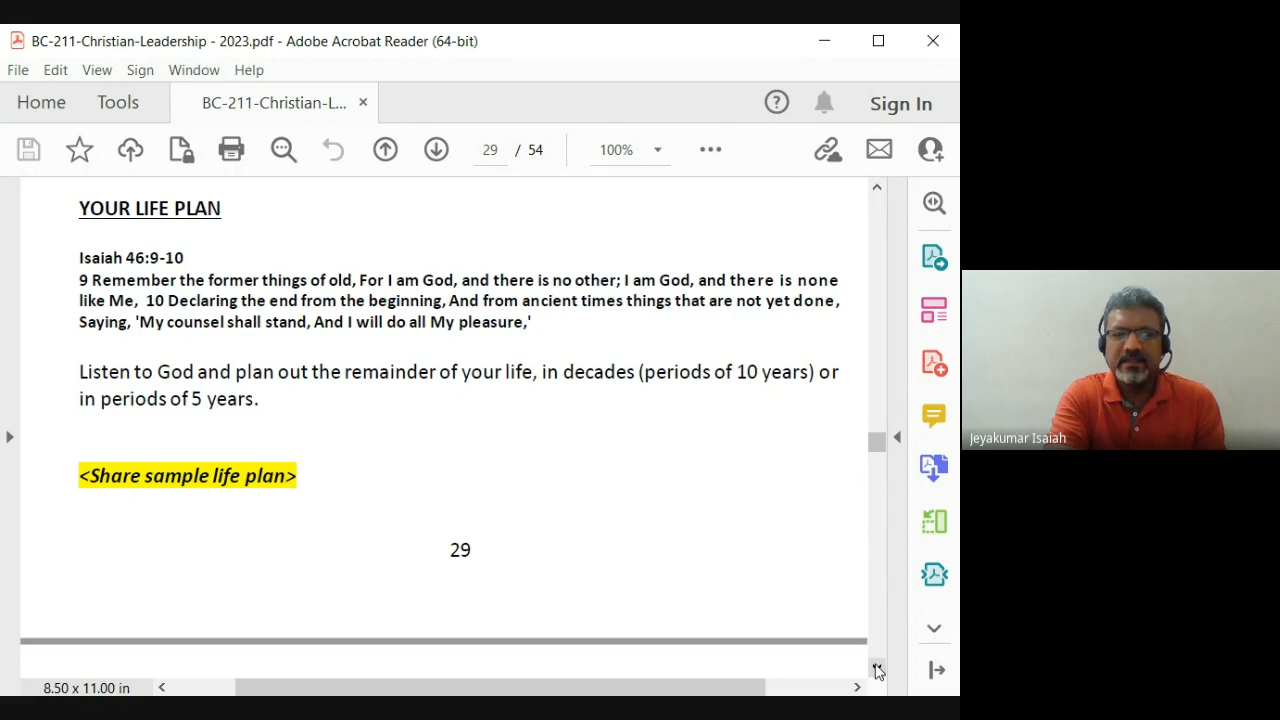 BC-211-Christian-Leadership - 2023.pdf - Adobe Acrobat Reader (64-bit)
File Edit View Sign Window Help
Home Tools BC-211-Christian-L... Sign In
29 / 54 100%
YOUR LIFE PLAN
Isaiah 46:9-10
9 Remember the former things of old, For I am God, and there is no other; I am God, and there is none
like Me, 10 Declaring the end from the beginning, And from ancient times things that are not yet done,
Saying, 'My counsel shall stand, And I will do all My pleasure,'
Listen to God and plan out the remainder of your life, in decades (periods of 10 years) or
in periods of 5 years.
<Share sample life plan>
29
8.50 x 11.00 in
Jeyakumar Isaiah